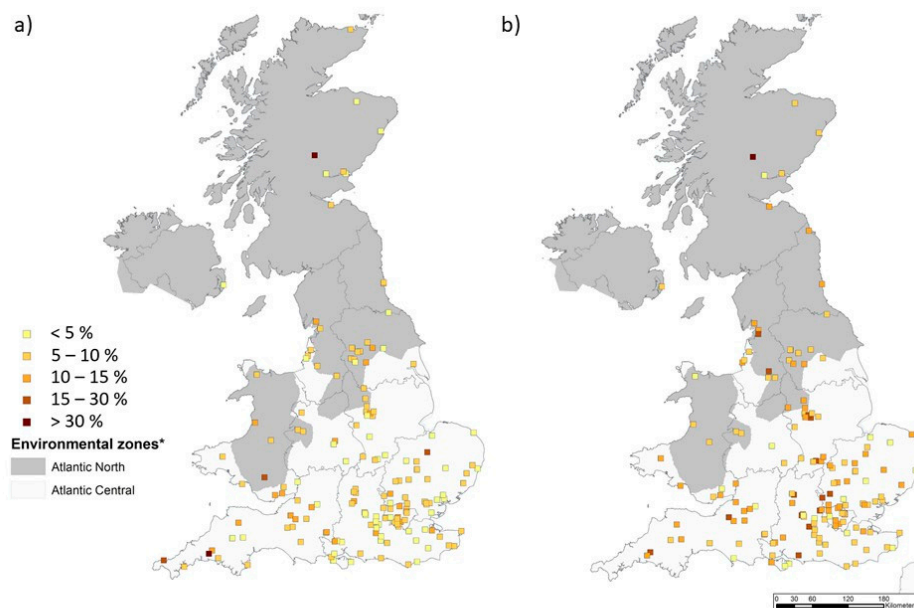 a)
b)
< 5 %
5 – 10 %
10 – 15 %
15 – 30 %
> 30 %
Environmental zones*
Atlantic North
Atlantic Central
0 30 60 120 180
Kilometer